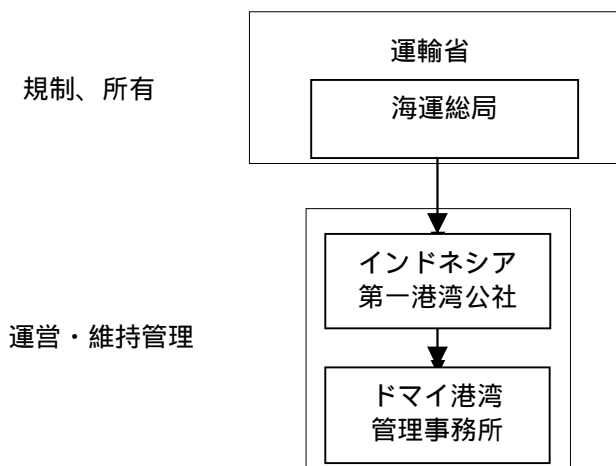 運輸省
規制、所有
海運総局
インドネシア
第一港湾公社
運営・維持管理
ドマイ港湾
管理事務所